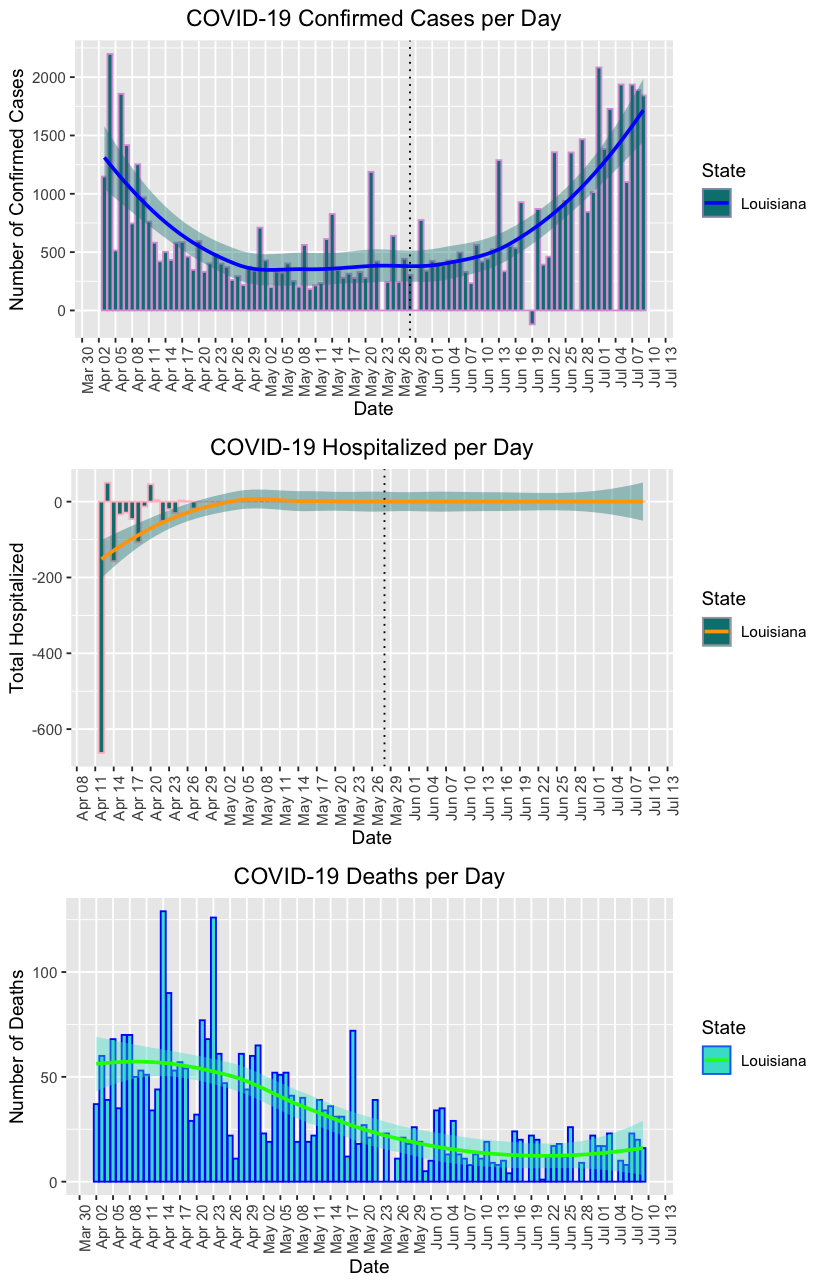 COVID-19 Confirmed Cases per Day
Number of Confirmed Cases
2000
1500
1000
500
0
Mar 30
Apr 02
Apr 05
Apr 08
Apr 11
Apr 14
Apr 17
Apr 20
Apr 23
Apr 26
Apr 29
May 02
May 05
May 08
May 11
May 14
May 17
May 20
May 23
May 26
May 29
Jun 01
Jun 04
Jun 07
Jun 10
Jun 13
Jun 16
Jun 19
Jun 22
Jun 25
Jun 28
Jul 01
Jul 04
Jul 07
Jul 10
Jul 13
Date
State
Louisiana
COVID-19 Hospitalized per Day
Total Hospitalized
0
-200
-400
-600
Apr 08
Apr 11
Apr 14
Apr 17
Apr 20
Apr 23
Apr 26
Apr 29
May 02
May 05
May 08
May 11
May 14
May 17
May 20
May 23
May 26
May 29
Jun 01
Jun 04
Jun 07
Jun 10
Jun 13
Jun 16
Jun 19
Jun 22
Jun 25
Jun 28
Jul 01
Jul 04
Jul 07
Jul 10
Jul 13
Date
State
Louisiana
COVID-19 Deaths per Day
Number of Deaths
100
50
0
Mar 30
Apr 02
Apr 05
Apr 08
Apr 11
Apr 14
Apr 17
Apr 20
Apr 23
Apr 26
Apr 29
May 02
May 05
May 08
May 11
May 14
May 17
May 20
May 23
May 26
May 29
Jun 01
Jun 04
Jun 07
Jun 10
Jun 13
Jun 16
Jun 19
Jun 22
Jun 25
Jun 28
Jul 01
Jul 04
Jul 07
Jul 10
Jul 13
Date
State
Louisiana